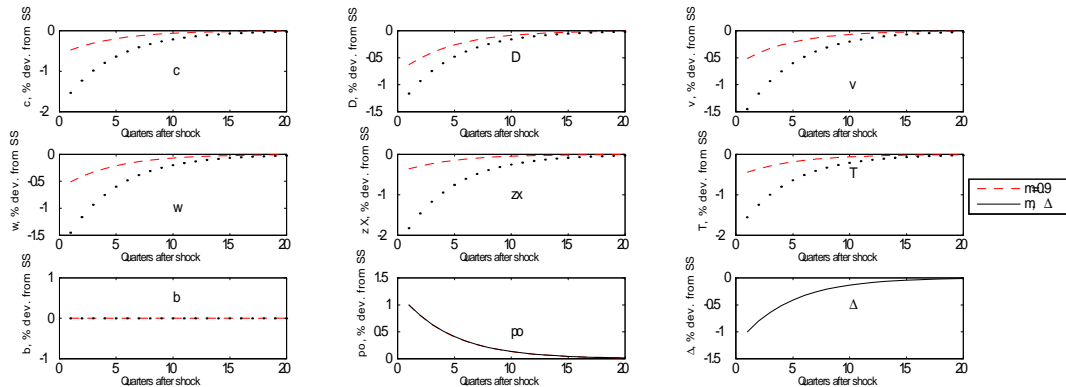 c, % dev. from SS
0
-1
-2
c
0 5 10 15 20
Quarters after shock
D, % dev. from SS
0
-0.5
-1
-1.5
D
0 5 10 15 20
Quarters after shock
v, % dev. from SS
0
-0.5
-1
-1.5
v
0 5 10 15 20
Quarters after shock
w, % dev. from SS
0
-0.5
-1
-1.5
w
0 5 10 15 20
Quarters after shock
zX, % dev. from SS
0
-1
-2
zx
0 5 10 15 20
Quarters after shock
T, % dev. from SS
0
-1
-2
T
0 5 10 15 20
Quarters after shock
m=0.9
m, Δ
b, % dev. from SS
1
0
-1
b
0 5 10 15 20
Quarters after shock
po, % dev. from SS
1.5
1
0.5
0
po
0 5 10 15 20
Quarters after shock
Δ, % dev. from SS
0
-0.5
-1
-1.5
Δ
0 5 10 15 20
Quarters after shock